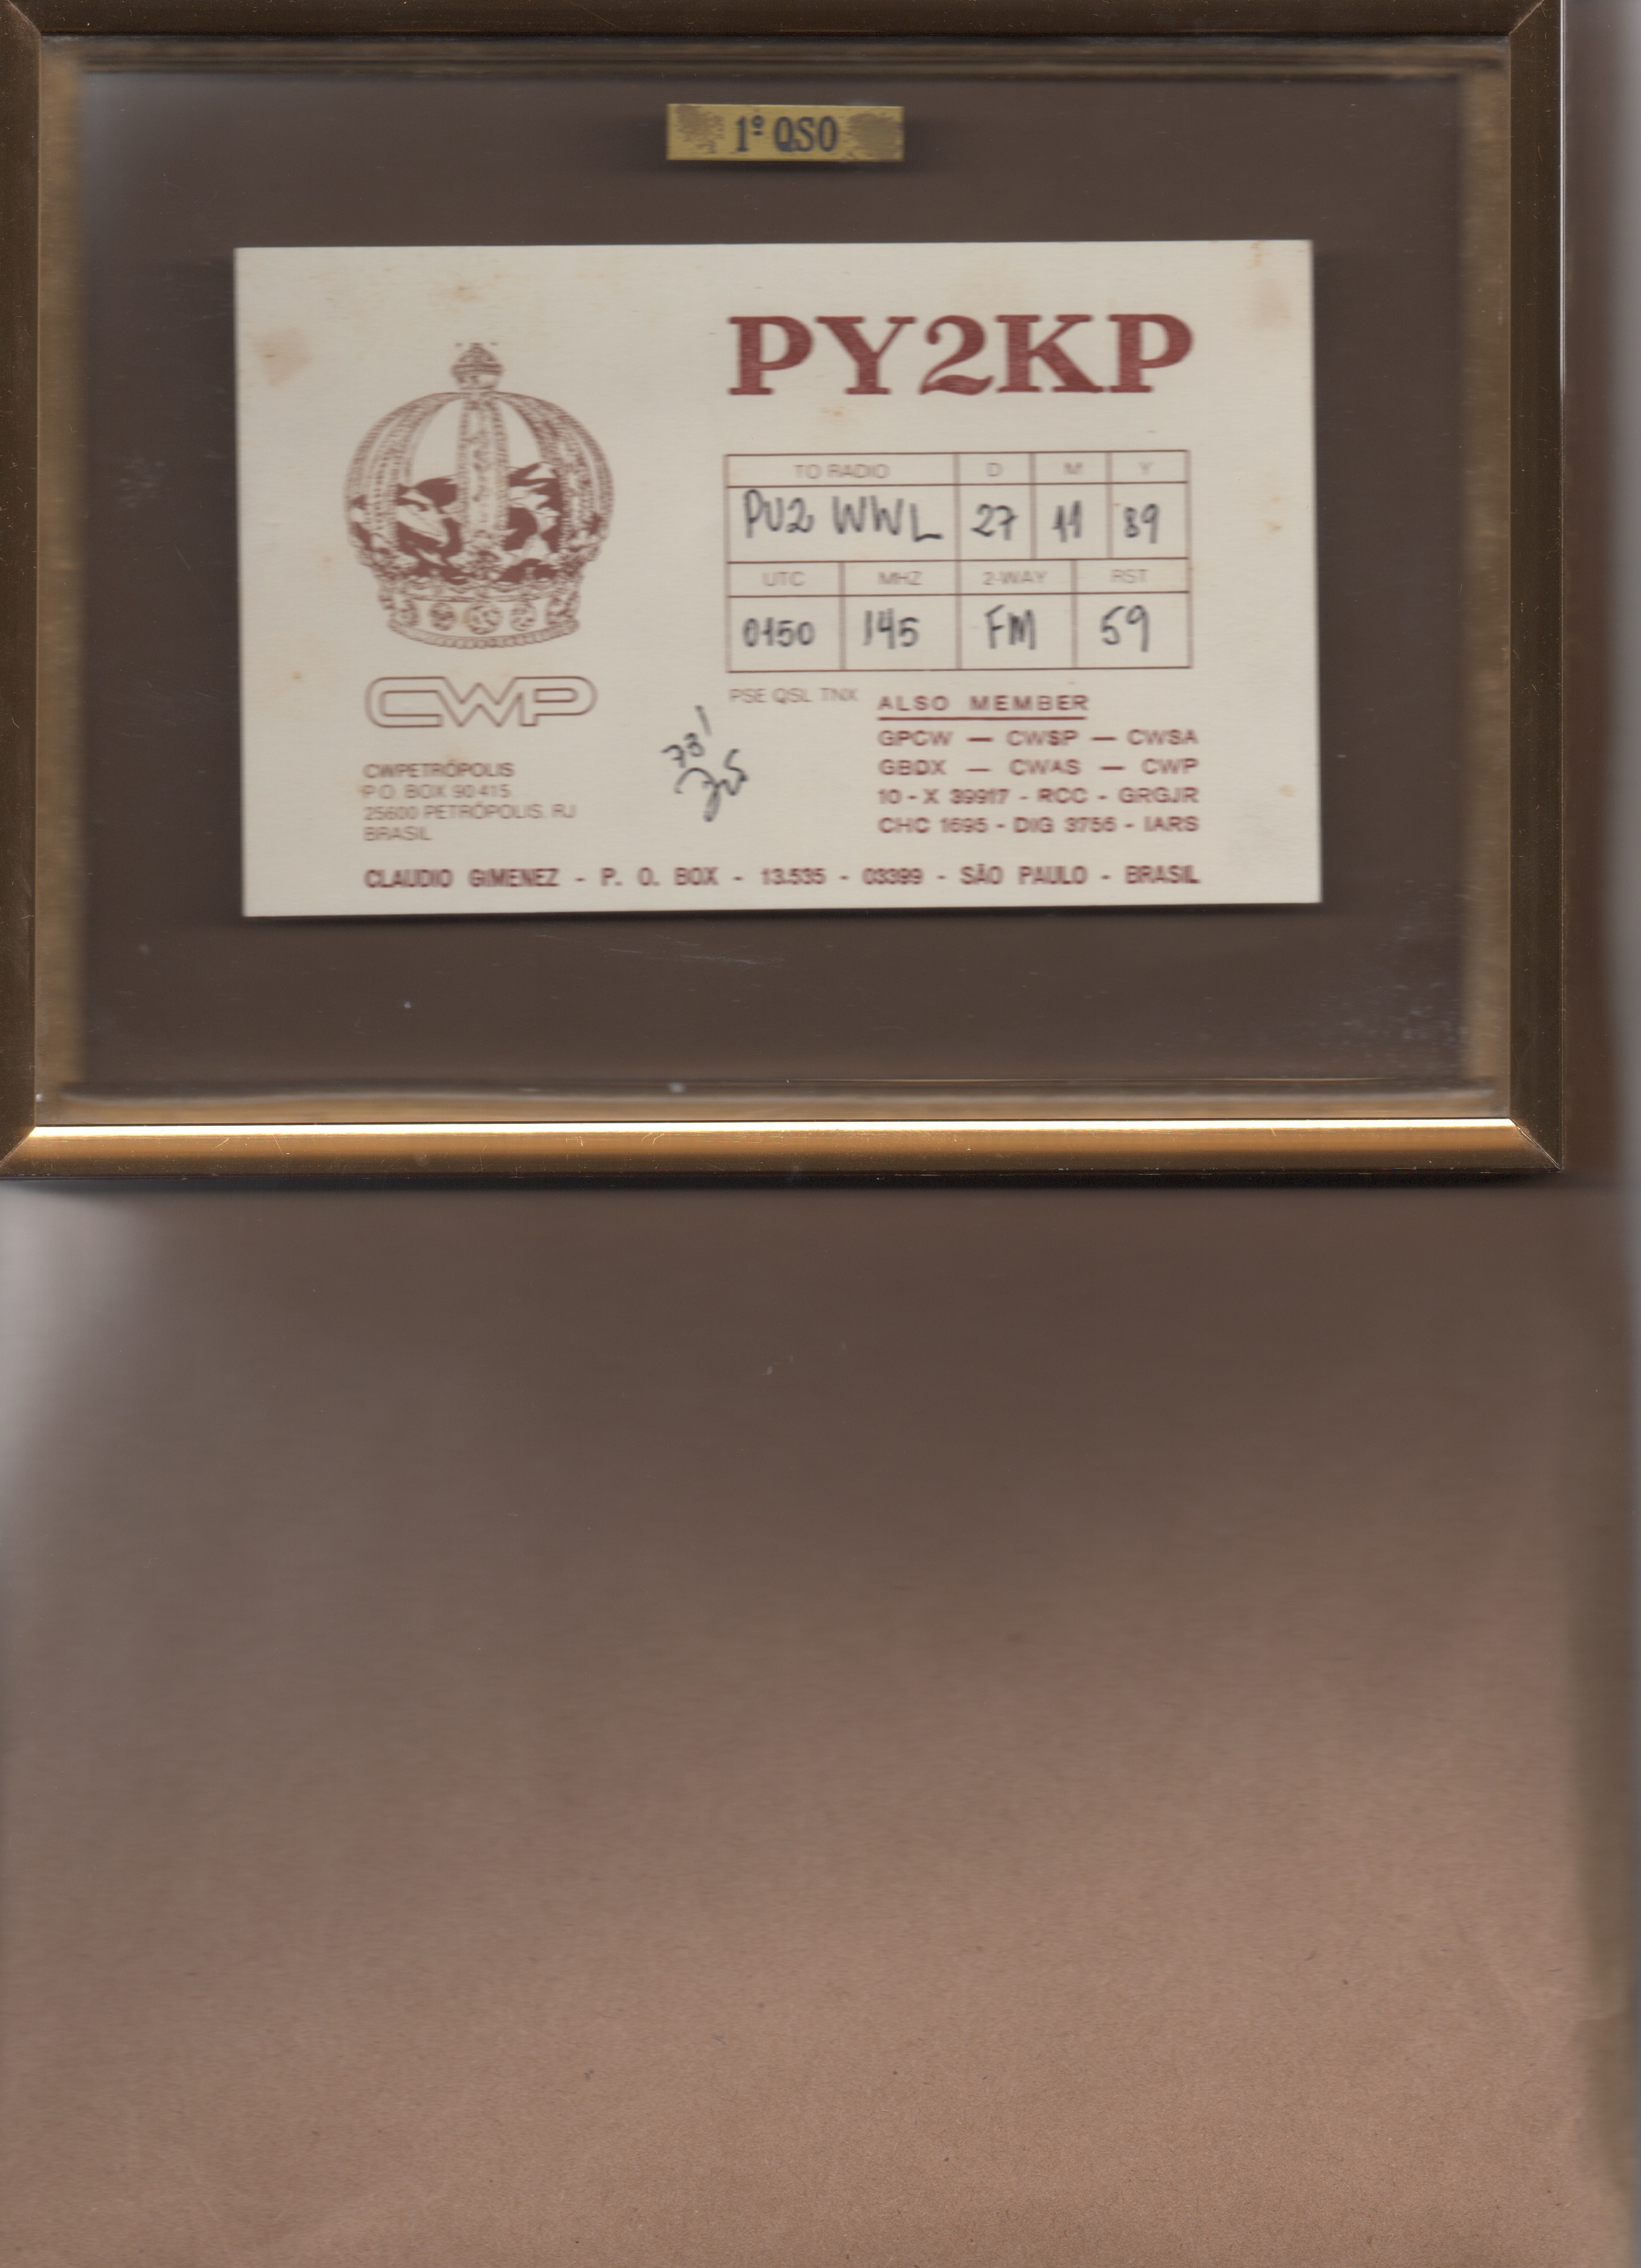 1º QSO
PY2KP
TO RADIO D M Y
PU2 WWL 27 11 89
UTC MHZ 2-WAY RST
0150 145 FM 59
CWP
PSE QSL TNX
73'
ALSO MEMBER
GPCW — CWSP — CWSA
GBDX — CWAS — CWP
10 - X 39917 - RCC - GRGJR
CHC 1695 - DIG 3756 - IARS
CWPETRÓPOLIS
P.O. BOX 90415
25600 PETRÓPOLIS, RJ
BRASIL
CLAUDIO GIMENEZ - P. O. BOX - 13.535 - 03399 - SÃO PAULO - BRASIL